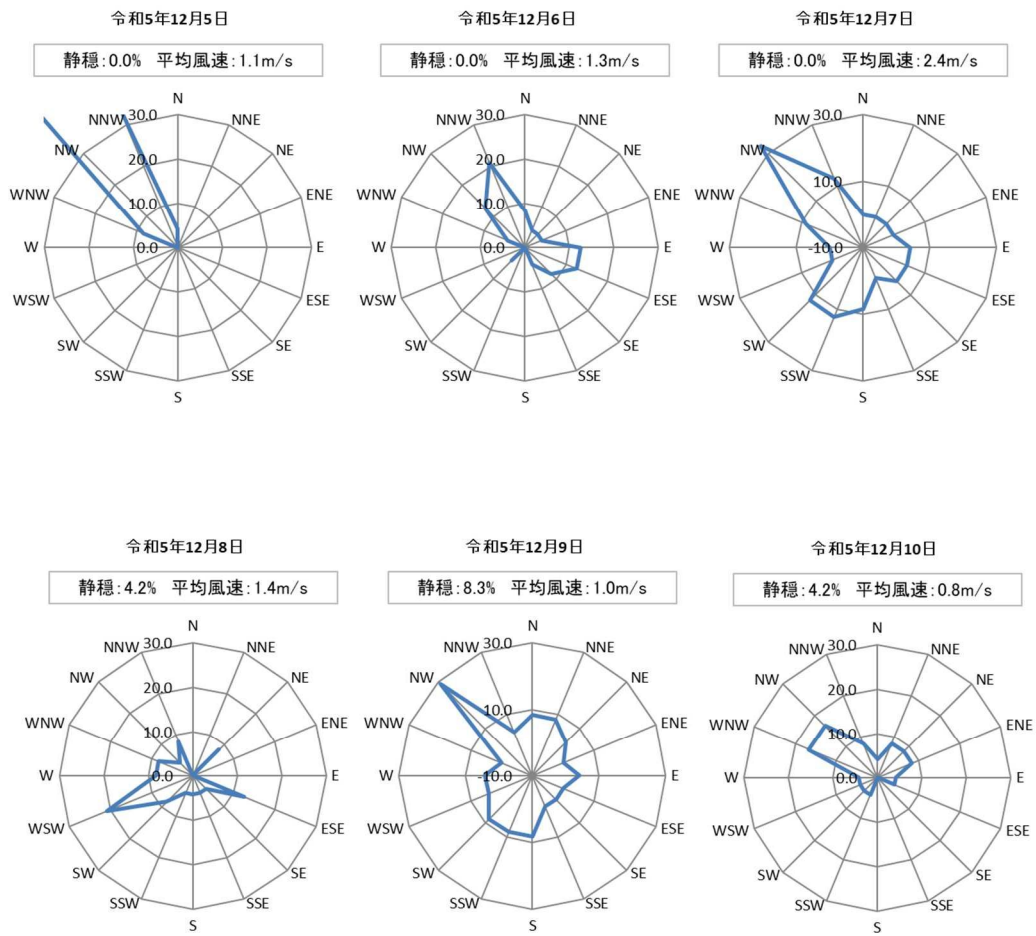 令和5年12月5日
静穏:0.0% 平均風速:1.1m/s
N
NNW 30.0 NNE
NW 20.0 NE
WNW 10.0 ENE
W 0.0 E
WSW ESE
SW SE
SSW SSE
S
令和5年12月6日
静穏:0.0% 平均風速:1.3m/s
N
NNW 30.0 NNE
NW 20.0 NE
WNW 10.0 ENE
W 0.0 E
WSW ESE
SW SE
SSW SSE
S
令和5年12月7日
静穏:0.0% 平均風速:2.4m/s
N
NNW 30.0 NNE
NW NE
WNW 10.0 ENE
W -10.0 E
WSW ESE
SW SE
SSW SSE
S
令和5年12月8日
静穏:4.2% 平均風速:1.4m/s
N
NNW 30.0 NNE
NW 20.0 NE
WNW 10.0 ENE
W 0.0 E
WSW ESE
SW SE
SSW SSE
S
令和5年12月9日
静穏:8.3% 平均風速:1.0m/s
N
NNW 30.0 NNE
NW NE
WNW 10.0 ENE
W -10.0 E
WSW ESE
SW SE
SSW SSE
S
令和5年12月10日
静穏:4.2% 平均風速:0.8m/s
N
NNW 30.0 NNE
NW 20.0 NE
WNW 10.0 ENE
W 0.0 E
WSW ESE
SW SE
SSW SSE
S